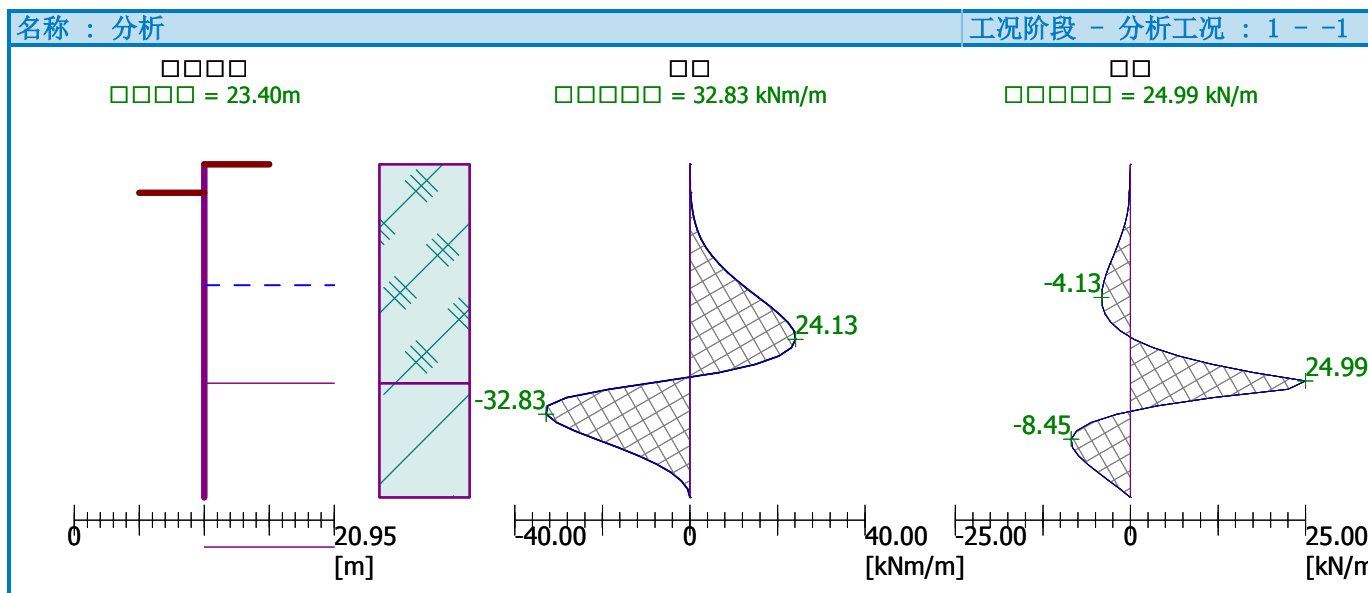 名称 : 分析
工况阶段 - 分析工况 : 1 - -1
□□□□
□□□□ = 23.40m
□□
□□□□□ = 32.83 kNm/m
□□
□□□□□ = 24.99 kN/m
-4.13
24.13
24.99
-32.83
-8.45
0
20.95
[m]
-40.00
0
40.00
[kNm/m]
-25.00
0
25.00
[kN/m